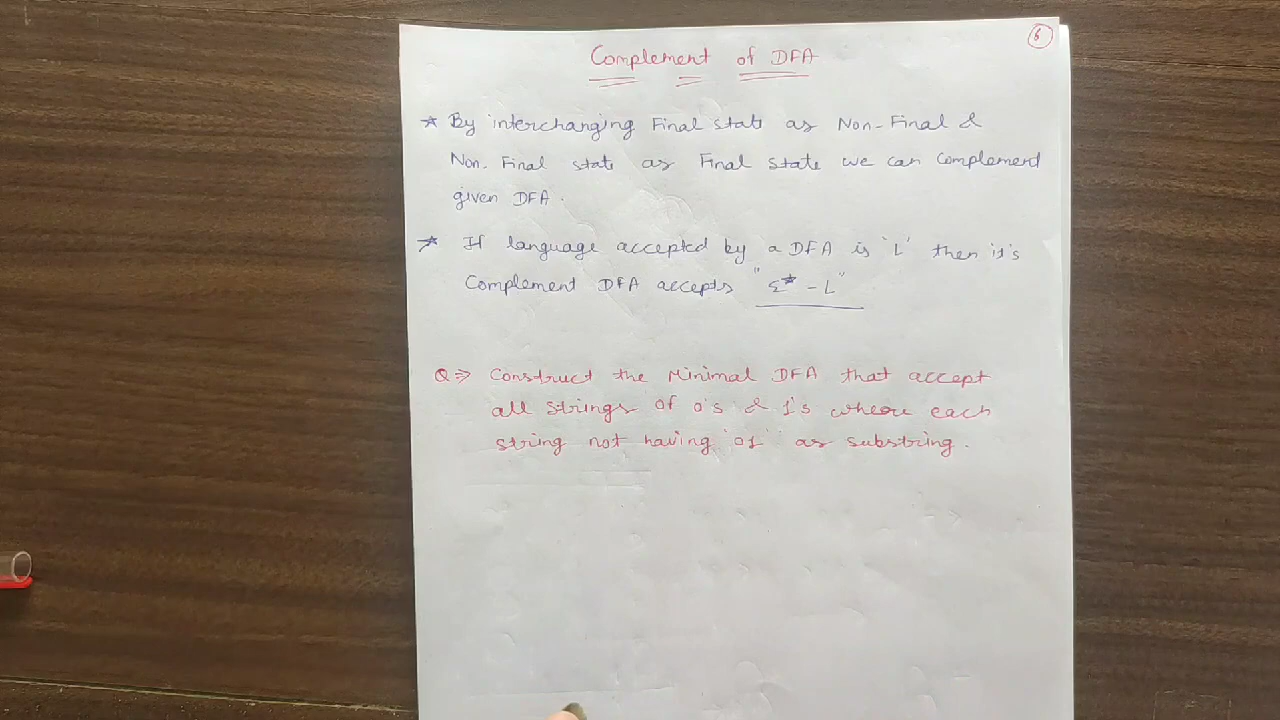 6
Complement of DFA
* By interchanging Final state as Non-Final &
Non-Final state as Final state we can complement
given DFA.
* If language accepted by a DFA is 'L' then it's
Complement DFA accepts "Σ* - L"
Q ⇒ Construct the Minimal DFA that accept
all strings of 0's & 1's where each
string not having '01' as substring.